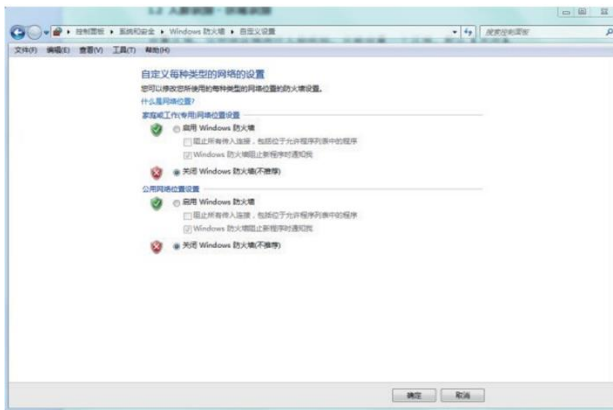 控制面板 ▸ 系统和安全 ▸ Windows 防火墙 ▸ 自定义设置
搜索控制面板
文件(F) 编辑(E) 查看(V) 工具(T) 帮助(H)
自定义每种类型的网络的设置
您可以修改您所使用的每种类型的网络位置的防火墙设置。
什么是网络位置?
家庭或工作(专用)网络位置设置
启用 Windows 防火墙
阻止所有传入连接，包括位于允许程序列表中的程序
Windows 防火墙阻止新程序时通知我
关闭 Windows 防火墙(不推荐)
公用网络位置设置
启用 Windows 防火墙
阻止所有传入连接，包括位于允许程序列表中的程序
Windows 防火墙阻止新程序时通知我
关闭 Windows 防火墙(不推荐)
确定 取消